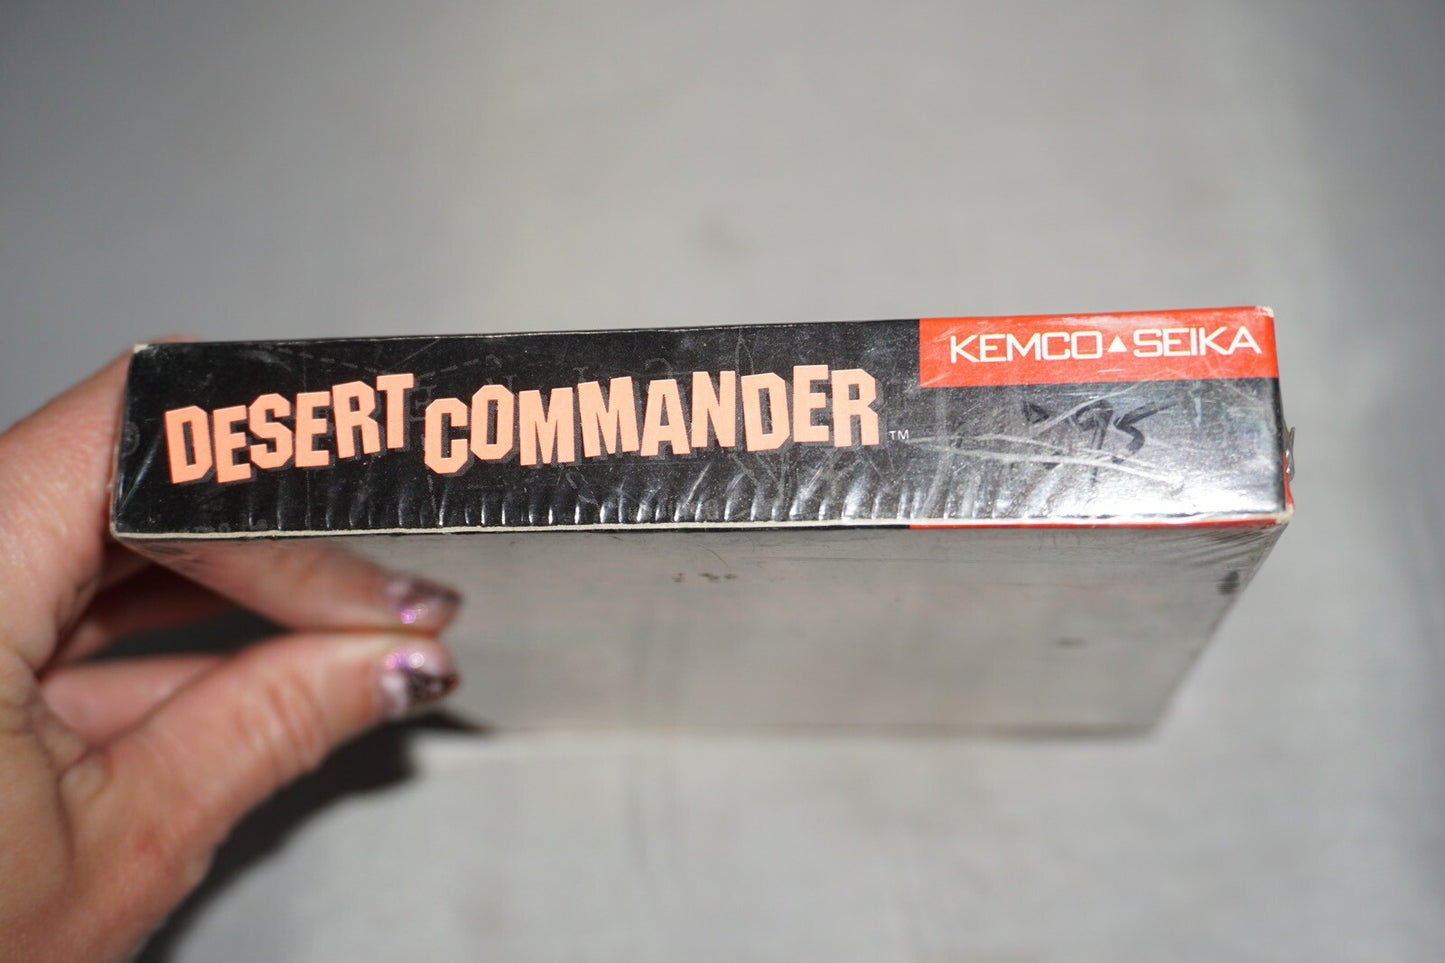 DESERT COMMANDER™
KEMCO▲SEIKA